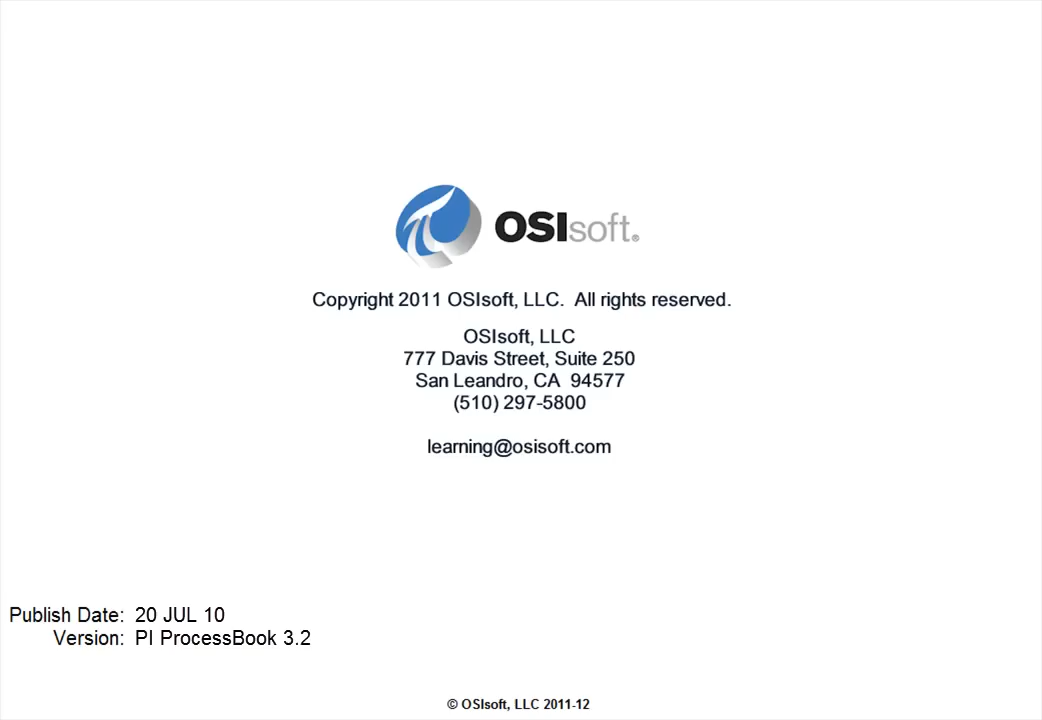 OSIsoft®
Copyright 2011 OSIsoft, LLC.  All rights reserved.
OSIsoft, LLC
777 Davis Street, Suite 250
San Leandro, CA  94577
(510) 297-5800
learning@osisoft.com
Publish Date: 20 JUL 10
Version: PI ProcessBook 3.2
© OSIsoft, LLC 2011-12